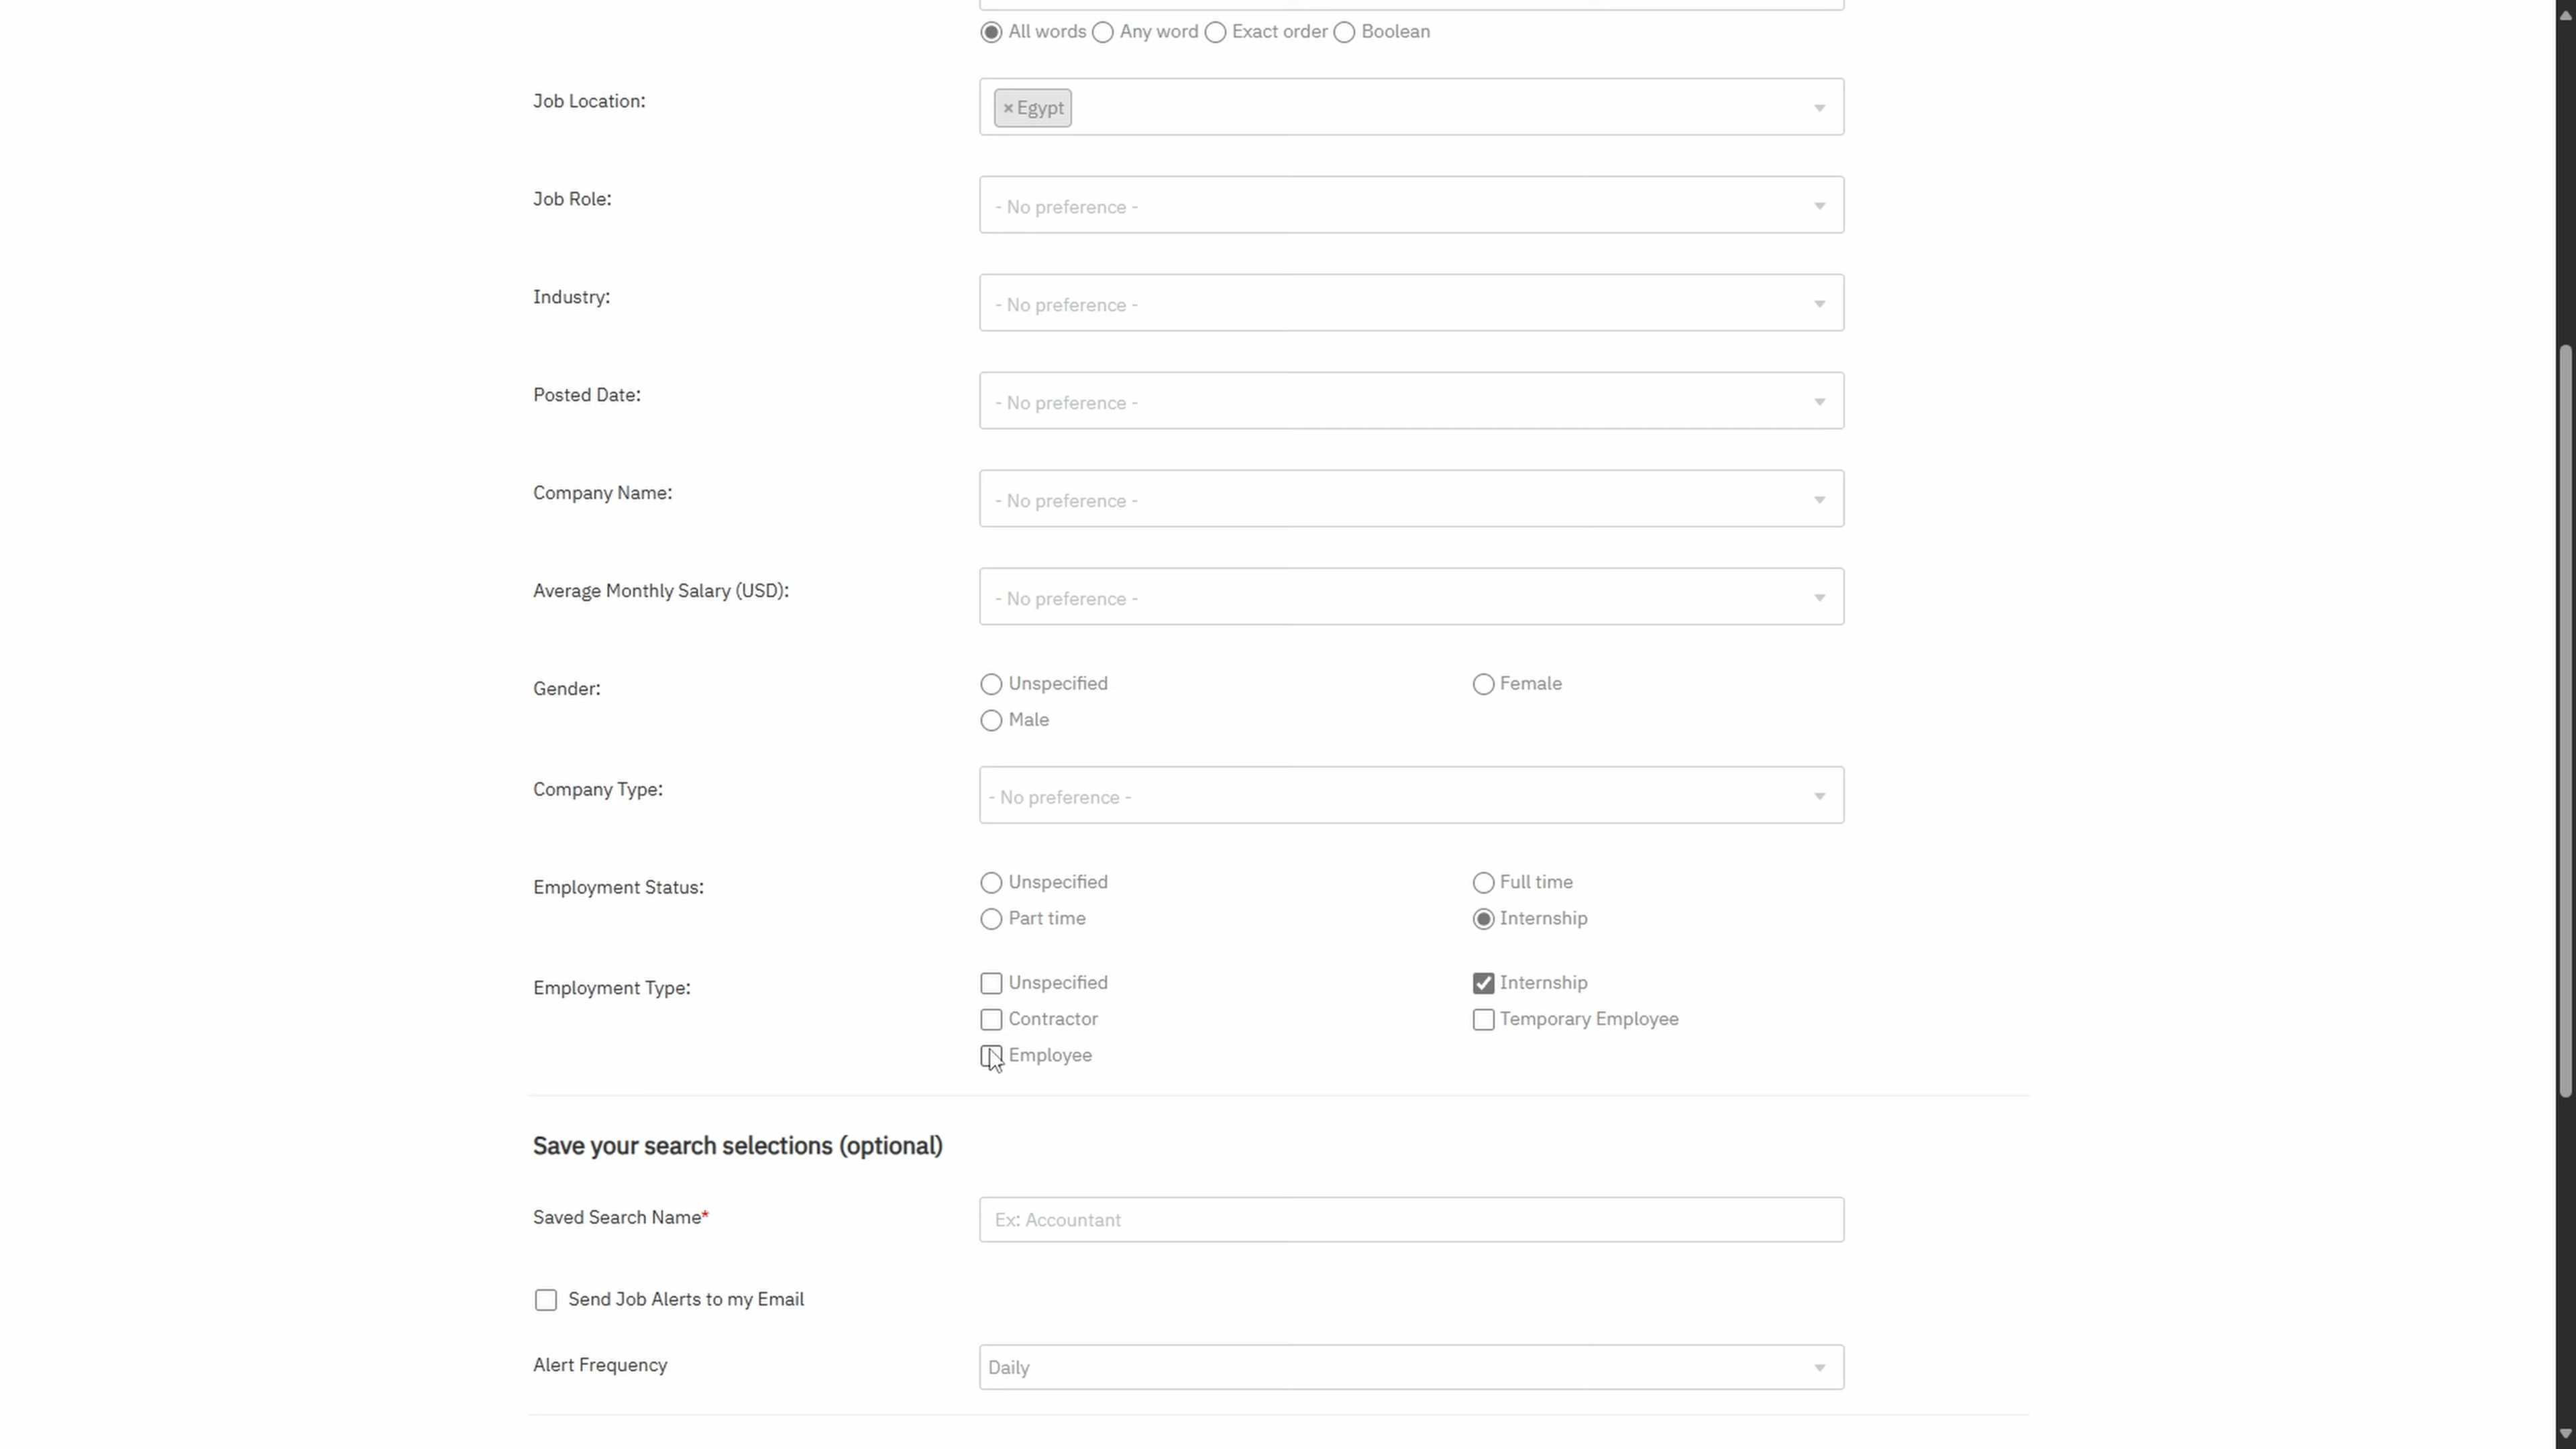 All words Any word Exact order Boolean
Job Location:
× Egypt
Job Role:
- No preference -
Industry:
- No preference -
Posted Date:
- No preference -
Company Name:
- No preference -
Average Monthly Salary (USD):
- No preference -
Gender:
Unspecified Female
Male
Company Type:
- No preference -
Employment Status:
Unspecified Full time
Part time Internship
Employment Type:
Unspecified Internship
Contractor Temporary Employee
Employee
Save your search selections (optional)
Saved Search Name*
Ex: Accountant
Send Job Alerts to my Email
Alert Frequency
Daily